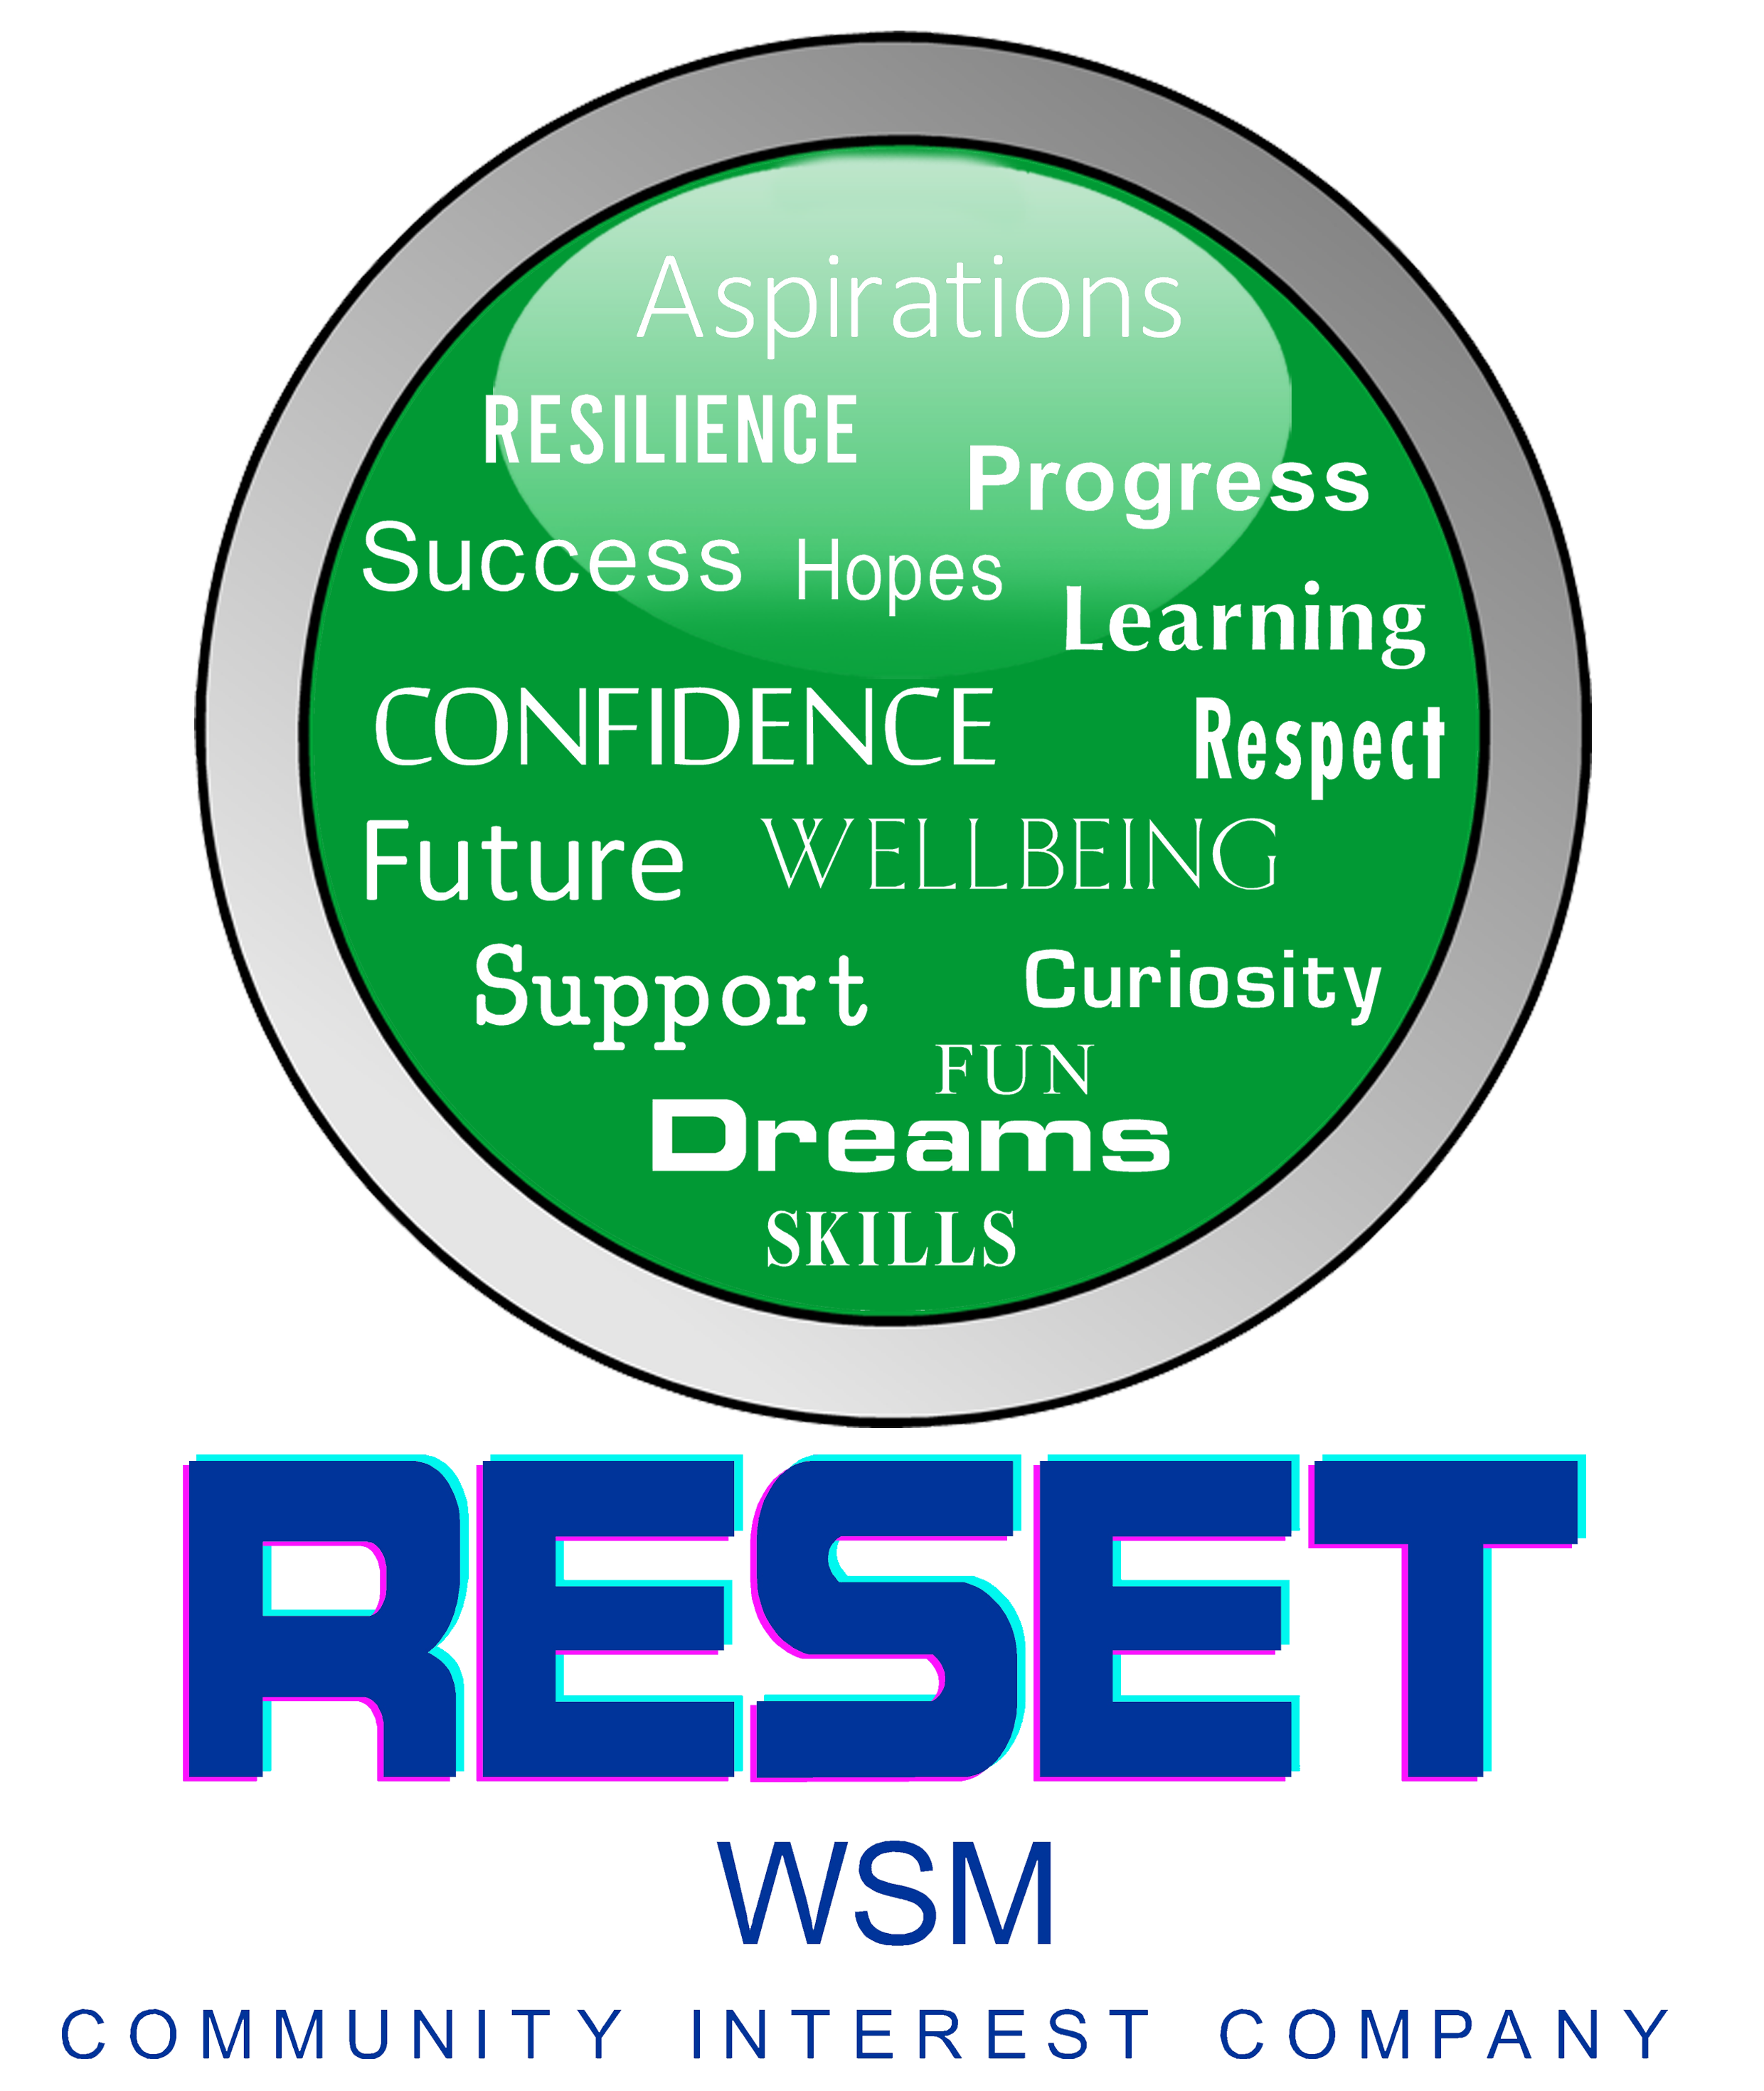 Aspirations
RESILIENCE
Progress
Success Hopes
Learning
CONFIDENCE
Respect
Future WELLBEING
Support Curiosity
FUN
Dreams
SKILLS
RESET
WSM
COMMUNITY INTEREST COMPANY